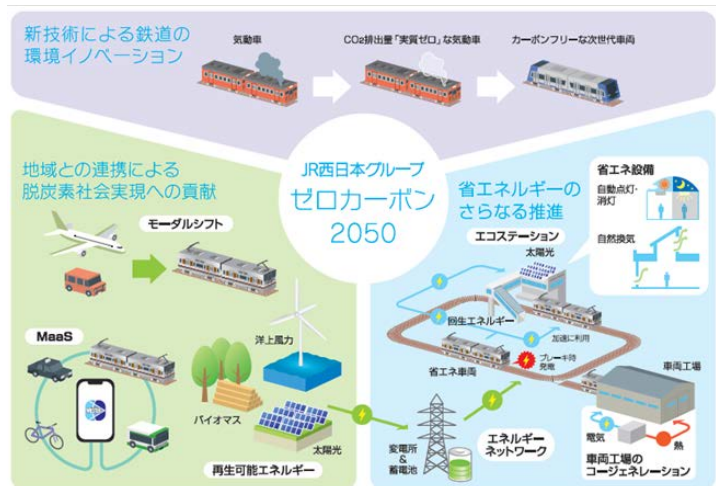 新技術による鉄道の
環境イノベーション
気動車
CO2排出量「実質ゼロ」な気動車
カーボンフリーな次世代車両
JR西日本グループ
ゼロカーボン
2050
地域との連携による
脱炭素社会実現への貢献
モーダルシフト
MaaS
洋上風力
バイオマス
太陽光
再生可能エネルギー
省エネルギーの
さらなる推進
エコステーション
太陽光
省エネ設備
自動点灯・
消灯
自然換気
回生エネルギー
加速に利用
省エネ車両
ブレーキ時
発電
車両工場
変電所
&
蓄電池
エネルギー
ネットワーク
電気
熱
車両工場の
コージェネレーション